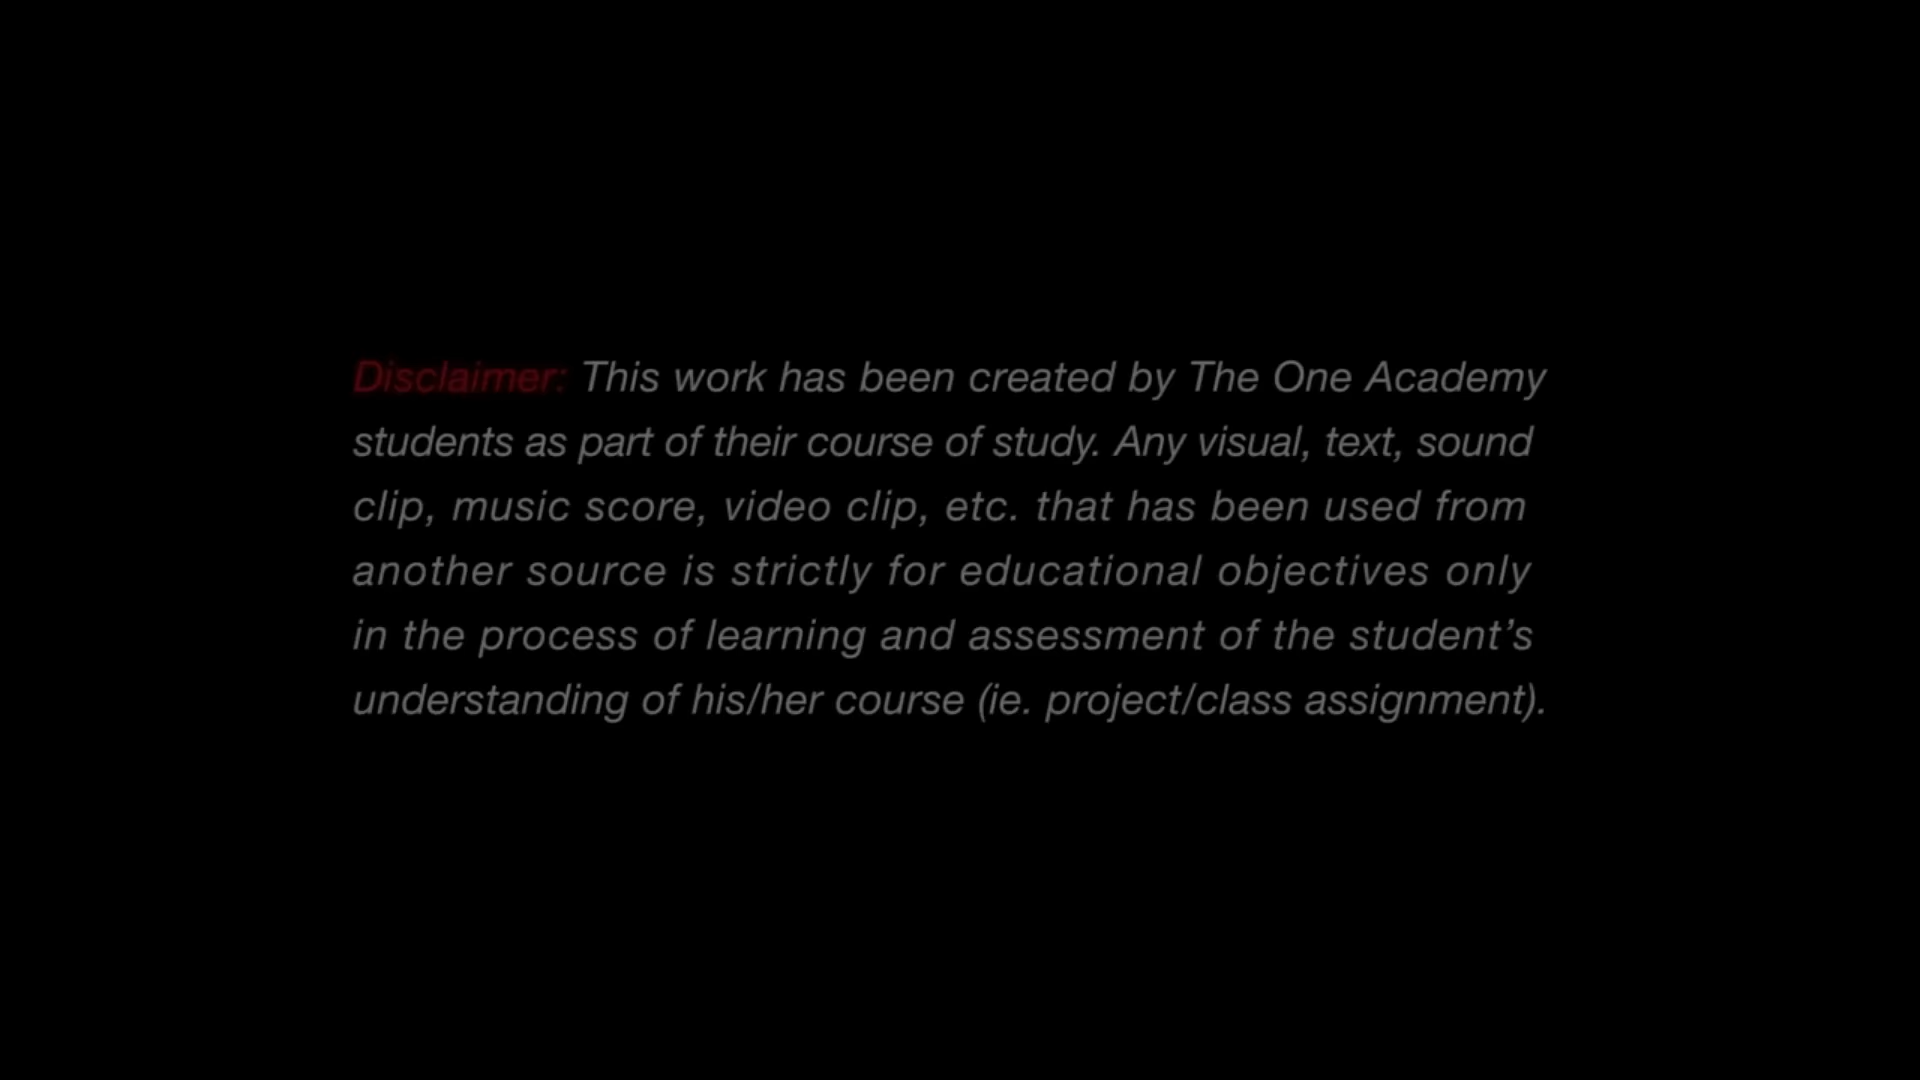 Disclaimer: This work has been created by The One Academy
students as part of their course of study. Any visual, text, sound
clip, music score, video clip, etc. that has been used from
another source is strictly for educational objectives only
in the process of learning and assessment of the student’s
understanding of his/her course (ie. project/class assignment).